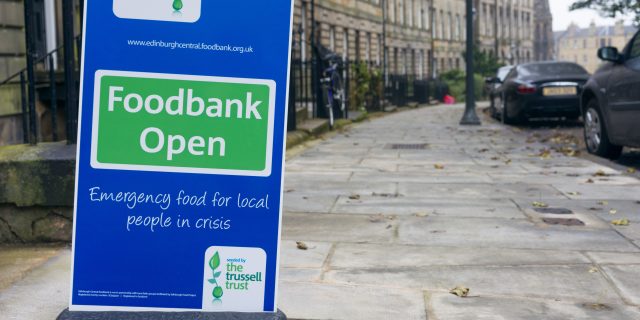 foodbank
www.edinburghcentral.foodbank.org.uk
Foodbank
Open
Emergency food for local
people in crisis
seeded by
the
trussell
trust